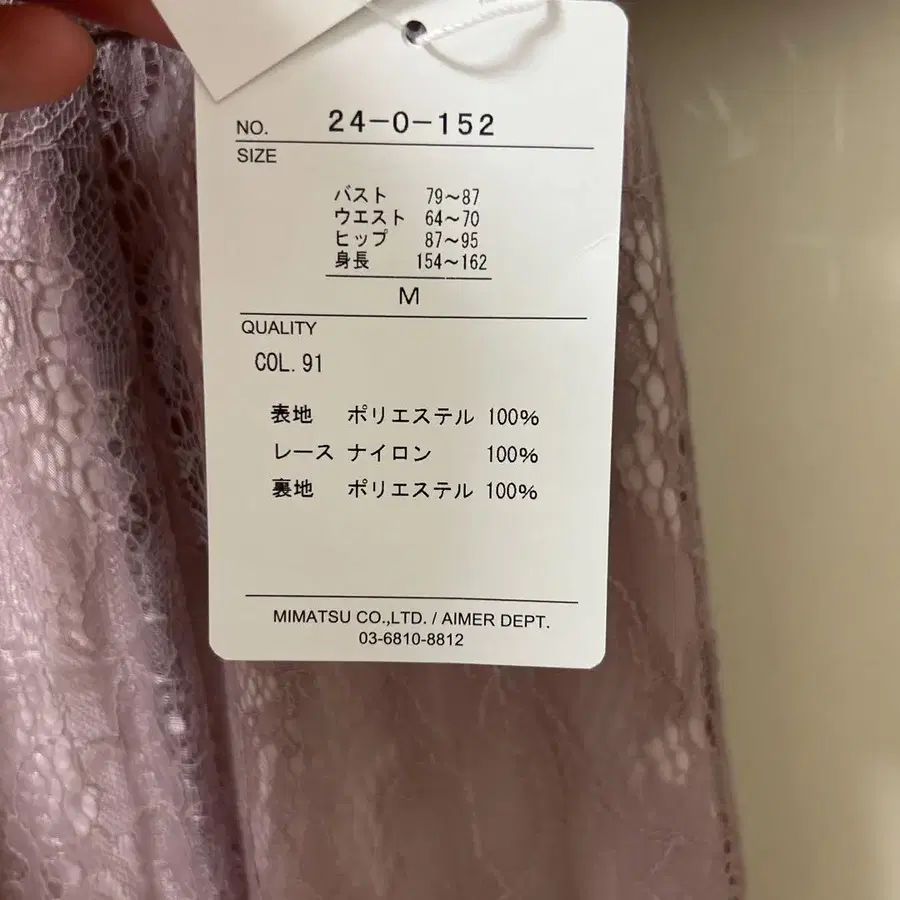 NO. 24-0-152
SIZE
バスト 79～87
ウエスト 64～70
ヒップ 87～95
身長 154～162
M
QUALITY
COL.91
表地 ポリエステル 100%
レース ナイロン 100%
裏地 ポリエステル 100%
MIMATSU CO.,LTD. / AIMER DEPT.
03-6810-8812